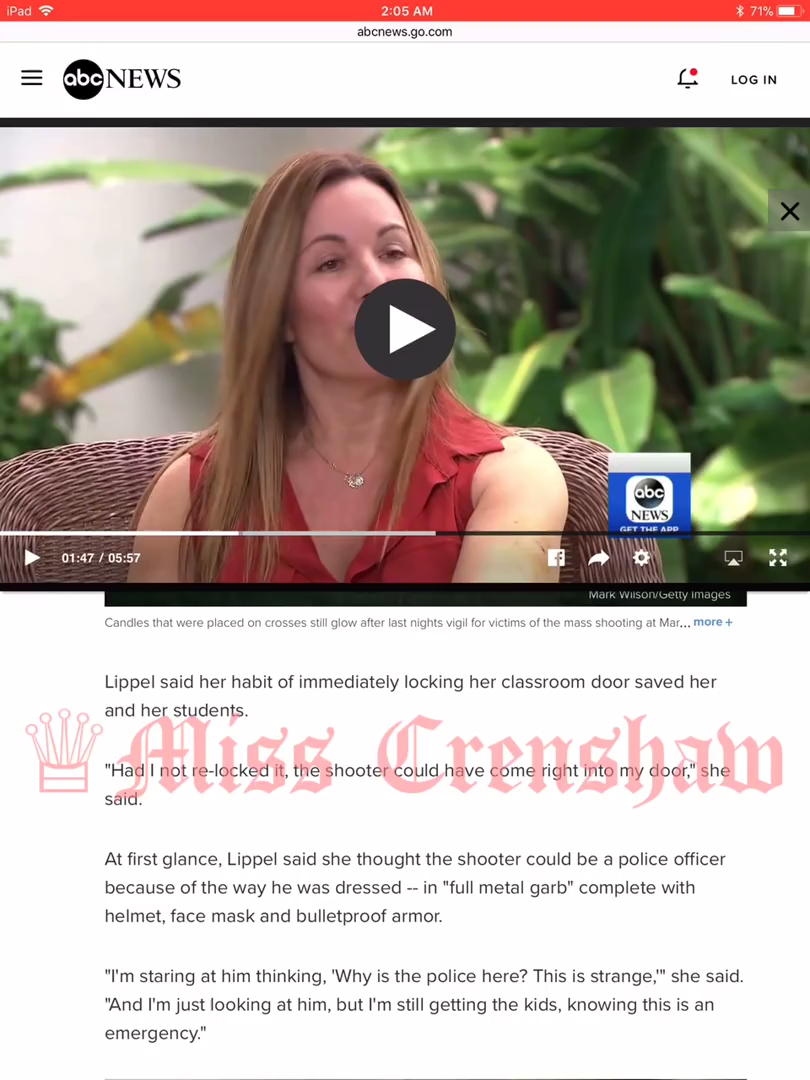 iPad 2:05 AM 71%
abcnews.go.com
abc NEWS LOG IN
abc
NEWS
GET THE APP
01:47 / 05:57
Mark Wilson/Getty Images
Candles that were placed on crosses still glow after last nights vigil for victims of the mass shooting at Mar... more +
Lippel said her habit of immediately locking her classroom door saved her
and her students.
Miss Crenshaw
"Had I not re-locked it, the shooter could have come right into my door," she
said.
At first glance, Lippel said she thought the shooter could be a police officer
because of the way he was dressed -- in "full metal garb" complete with
helmet, face mask and bulletproof armor.
"I'm staring at him thinking, 'Why is the police here? This is strange,'" she said.
"And I'm just looking at him, but I'm still getting the kids, knowing this is an
emergency."